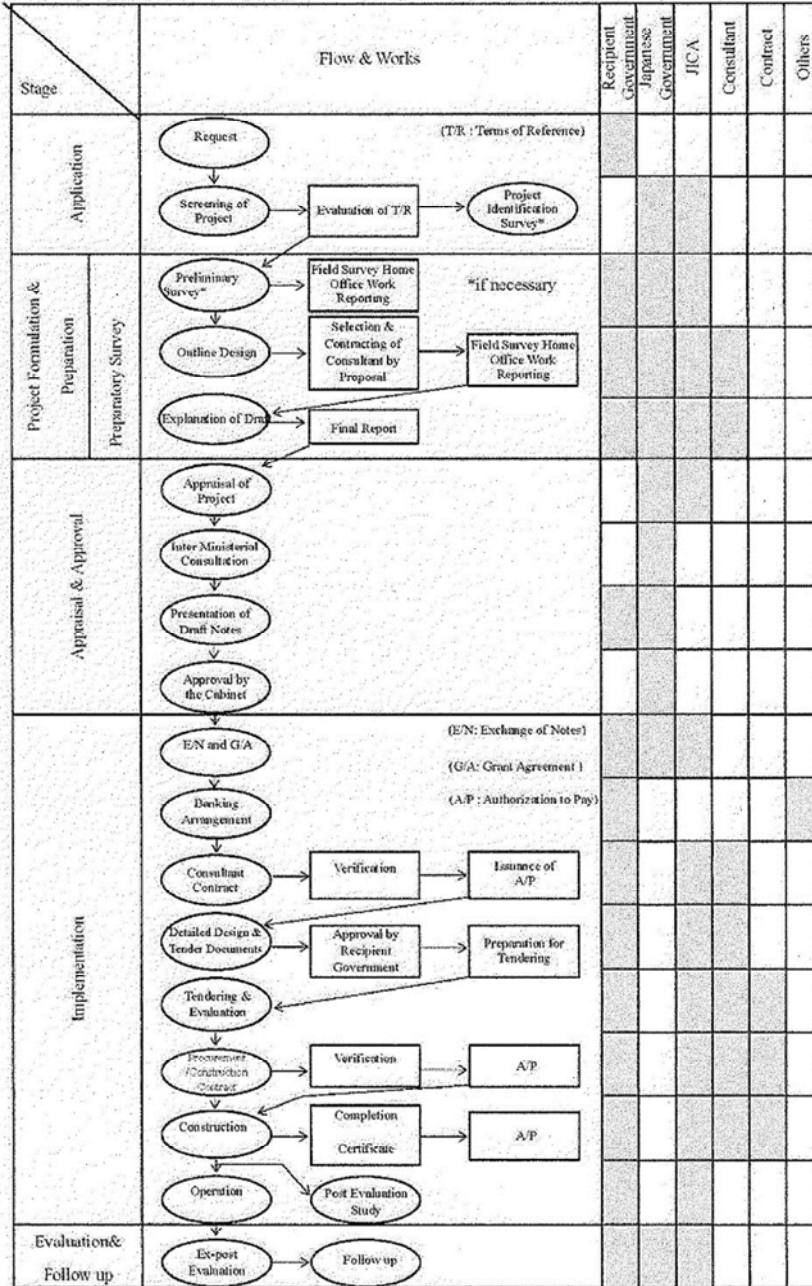 Stage
Flow & Works
Recipient
Government
Japanese
Government
JICA
Consultant
Contract
Others
Application
Request
(T/R : Terms of Reference)
Screening of
Project
Evaluation of T/R
Project
Identification
Survey*
Project Formulation &
Preparation
Preparatory Survey
Preliminary
Survey*
Field Survey Home
Office Work
Reporting
*if necessary
Outline Design
Selection &
Contracting of
Consultant by
Proposal
Field Survey Home
Office Work
Reporting
Explanation of Draft
Final Report
Appraisal & Approval
Appraisal of
Project
Inter Ministerial
Consultation
Presentation of
Draft Notes
Approval by
the Cabinet
Implementation
E/N and G/A
(E/N: Exchange of Notes)
(G/A: Grant Agreement )
(A/P : Authorization to Pay)
Banking
Arrangement
Consultant
Contract
Verification
Issuance of
A/P
Detailed Design &
Tender Documents
Approval by
Recipient
Government
Preparation for
Tendering
Tendering &
Evaluation
Procurement
/Construction
Contract
Verification
A/P
Construction
Completion
Certificate
A/P
Operation
Post Evaluation
Study
Evaluation&
Follow up
Ex-post
Evaluation
Follow up